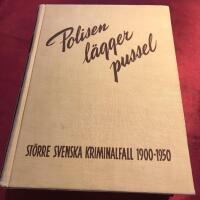 Polisen
lägger
pussel
STÖRRE SVENSKA KRIMINALFALL 1900-1950